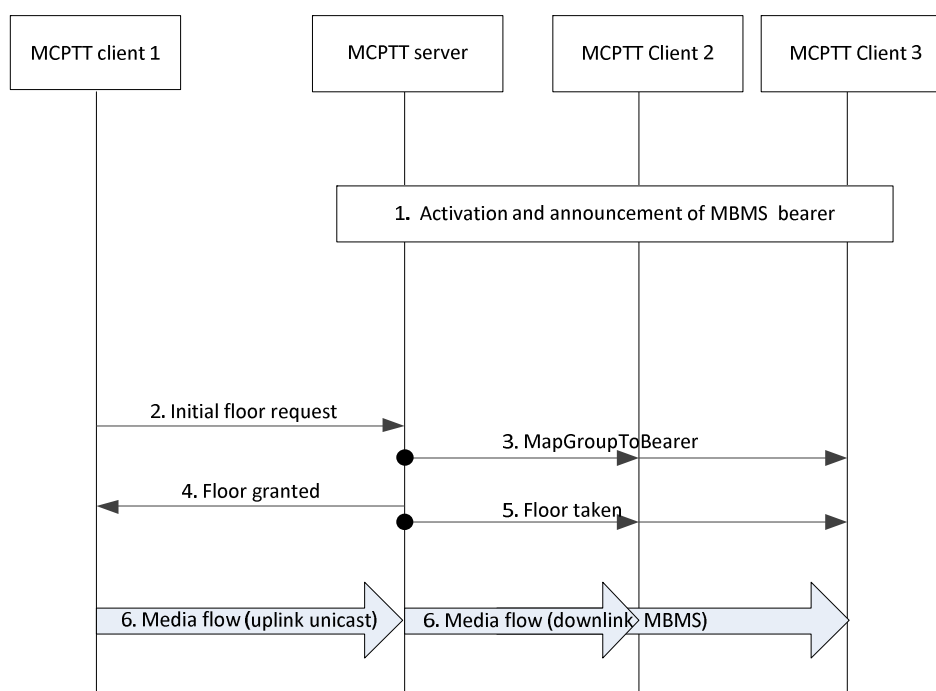 MCPTT client 1
MCPTT server
MCPTT Client 2
MCPTT Client 3
1. Activation and announcement of MBMS bearer
2. Initial floor request
3. MapGroupToBearer
4. Floor granted
5. Floor taken
6. Media flow (uplink unicast)
6. Media flow (downlink MBMS)